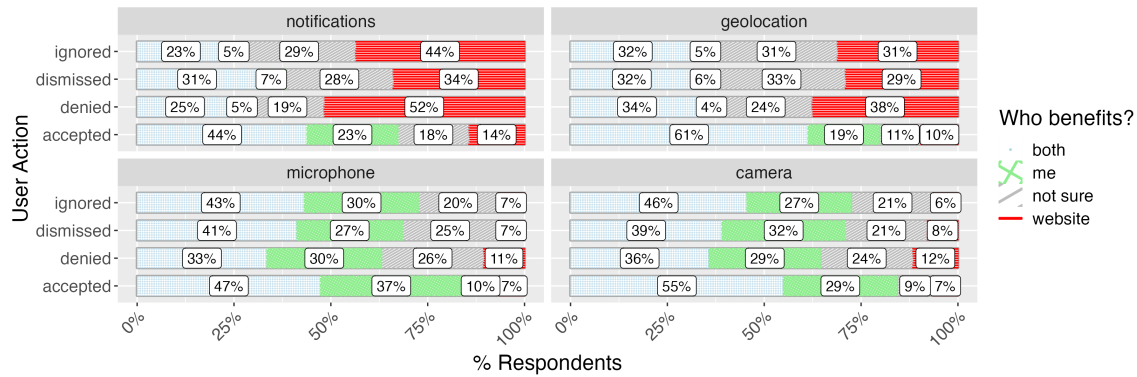 notifications geolocation
ignored 23% 5% 29% 44% 32% 5% 31% 31%
dismissed 31% 7% 28% 34% 32% 6% 33% 29%
denied 25% 5% 19% 52% 34% 4% 24% 38%
accepted 44% 23% 18% 14% 61% 19% 11% 10%
microphone camera
ignored 43% 30% 20% 7% 46% 27% 21% 6%
dismissed 41% 27% 25% 7% 39% 32% 21% 8%
denied 33% 30% 26% 11% 36% 29% 24% 12%
accepted 47% 37% 10% 7% 55% 29% 9% 7%
0% 25% 50% 75% 100% 0% 25% 50% 75% 100%
% Respondents
User Action
Who benefits?
both
me
not sure
website